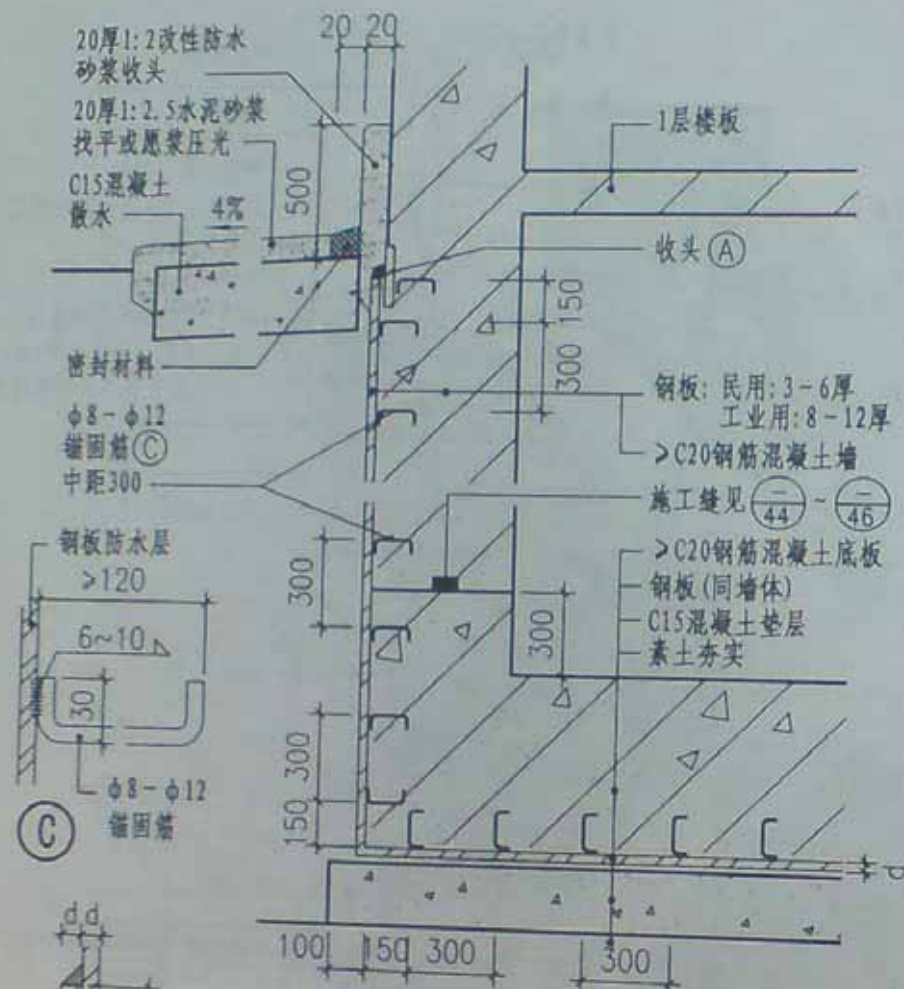 20厚1:2改性防水
砂浆收头
20厚1:2.5水泥砂浆
找平或愿浆压光
C15混凝土
散水
4%
密封材料
φ8-φ12
锚固筋Ⓒ
中距300
钢板防水层
>120
6~10
30
φ8-φ12
锚固筋
C
d d
20 20
500
300
300
150
100 150 300 300
1层楼板
收头Ⓐ
150
300
钢板: 民用: 3-6厚
工业用: 8-12厚
>C20钢筋混凝土墙
施工缝见 —/44 ~ —/46
>C20钢筋混凝土底板
钢板(同墙体)
C15混凝土垫层
素土夯实
300
d